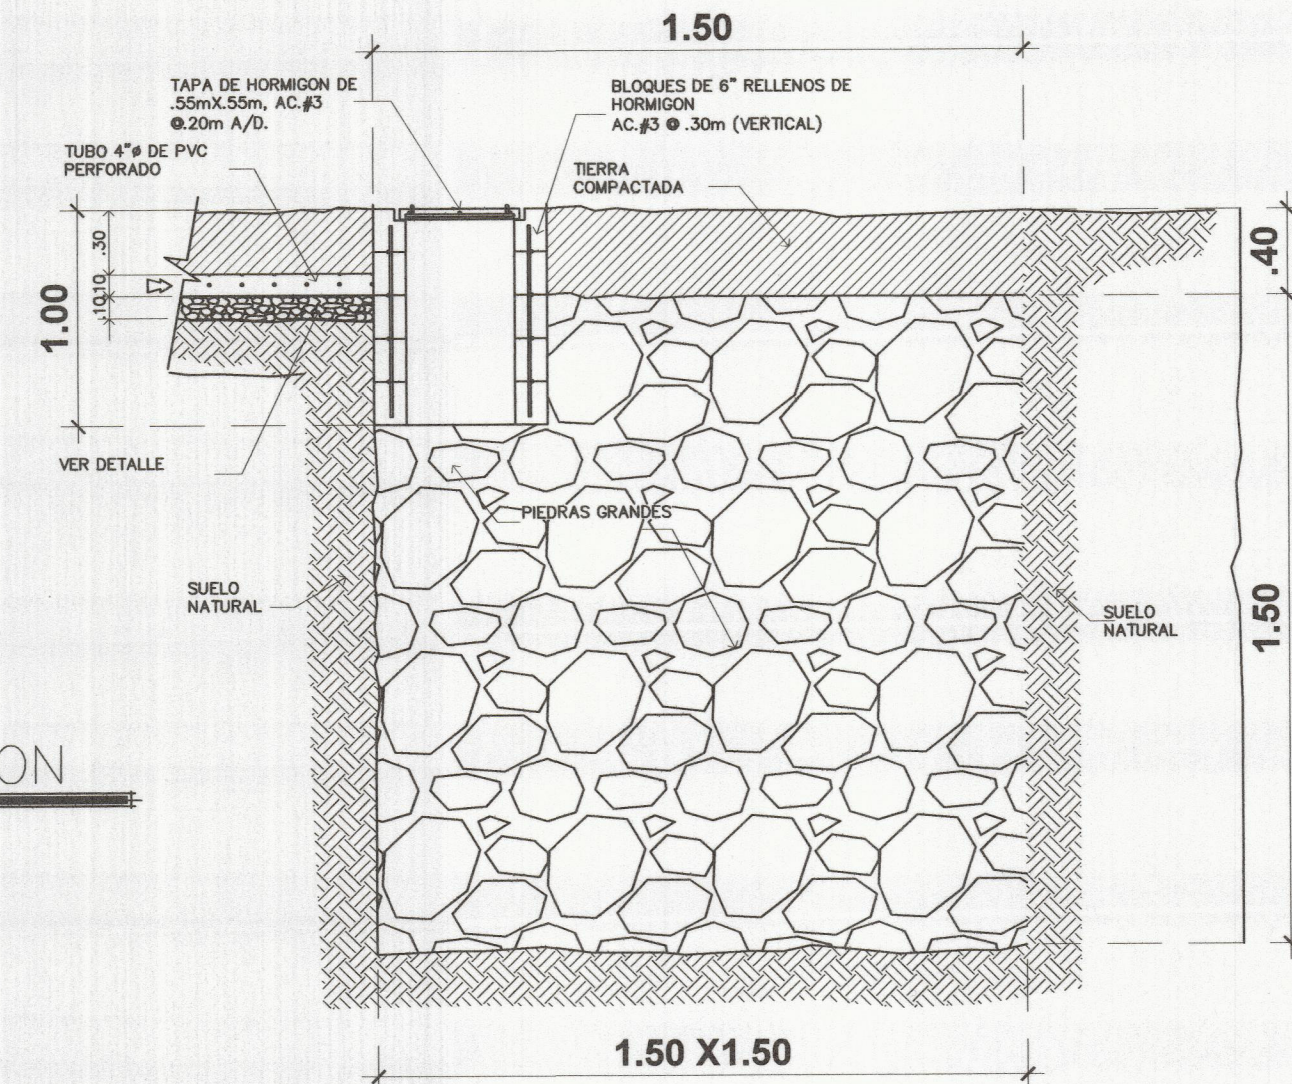 1.50
TAPA DE HORMIGON DE
.55mX.55m, AC.#3
@.20m A/D.
BLOQUES DE 6" RELLENOS DE
HORMIGON
AC.#3 @ .30m (VERTICAL)
TUBO 4"ø DE PVC
PERFORADO
TIERRA
COMPACTADA
.30
.10
.10
1.00
.40
VER DETALLE
PIEDRAS GRANDES
SUELO
NATURAL
SUELO
NATURAL
1.50
ON
1.50 X1.50